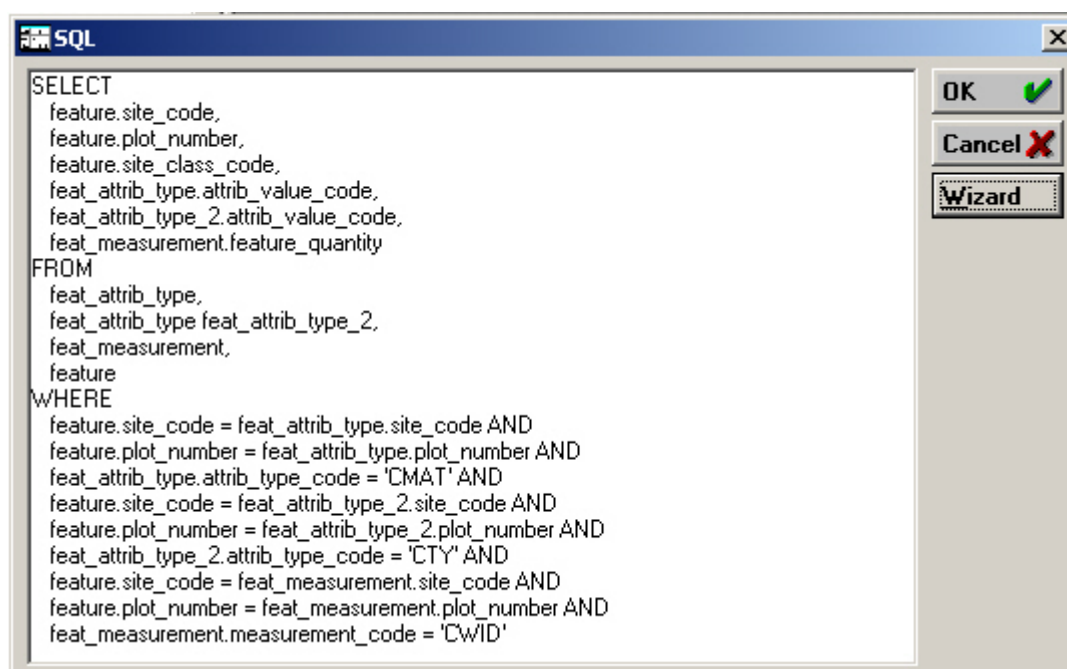 SQL
SELECT
feature.site_code,
feature.plot_number,
feature.site_class_code,
feat_attrib_type.attrib_value_code,
feat_attrib_type_2.attrib_value_code,
feat_measurement.feature_quantity
FROM
feat_attrib_type,
feat_attrib_type feat_attrib_type_2,
feat_measurement,
feature
WHERE
feature.site_code = feat_attrib_type.site_code AND
feature.plot_number = feat_attrib_type.plot_number AND
feat_attrib_type.attrib_type_code = 'CMAT' AND
feature.site_code = feat_attrib_type_2.site_code AND
feature.plot_number = feat_attrib_type_2.plot_number AND
feat_attrib_type_2.attrib_type_code = 'CTY' AND
feature.site_code = feat_measurement.site_code AND
feature.plot_number = feat_measurement.plot_number AND
feat_measurement.measurement_code = 'CWID'
OK
Cancel
Wizard